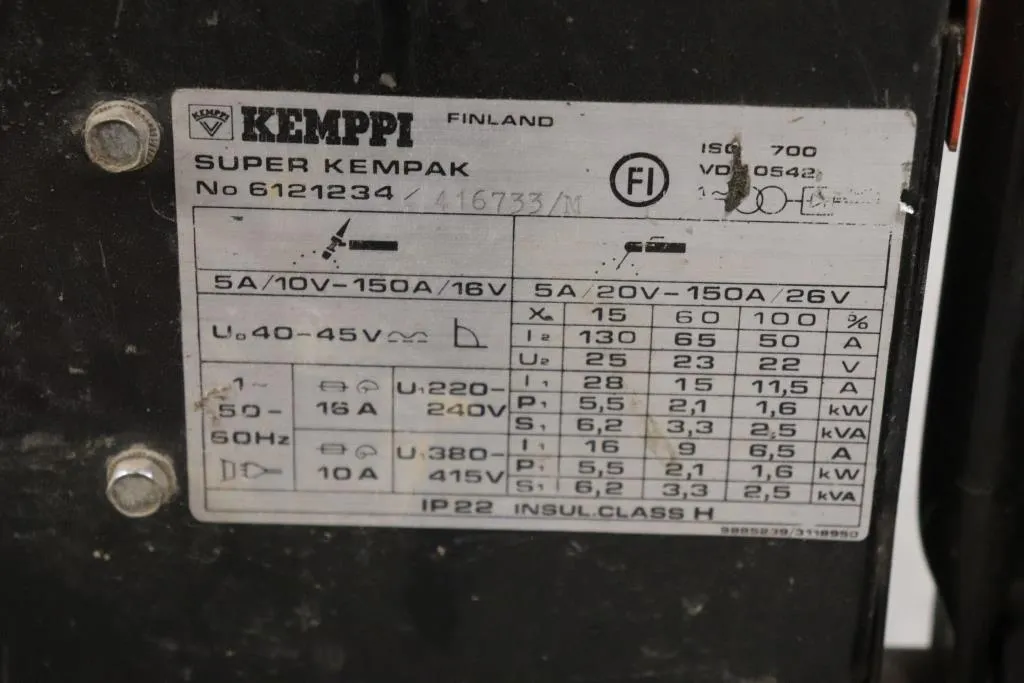 KEMPPI
KEMPPI FINLAND
SUPER KEMPAK
No 6121234 / 416733/N
FI
ISO 700
VDE 0542
1~
5A/10V-150A/16V
5A/20V-150A/26V
U₀ 40-45V
X 15 60 100 %
I₂ 130 65 50 A
U₂ 25 23 22 V
1~ 50-60Hz
16 A U₁ 220-240V
I₁ 28 15 11,5 A
P₁ 5,5 2,1 1,6 kW
S₁ 6,2 3,3 2,5 kVA
10 A U₁ 380-415V
I₁ 16 9 6,5 A
P₁ 5,5 2,1 1,6 kW
S₁ 6,2 3,3 2,5 kVA
IP22 INSUL.CLASS H